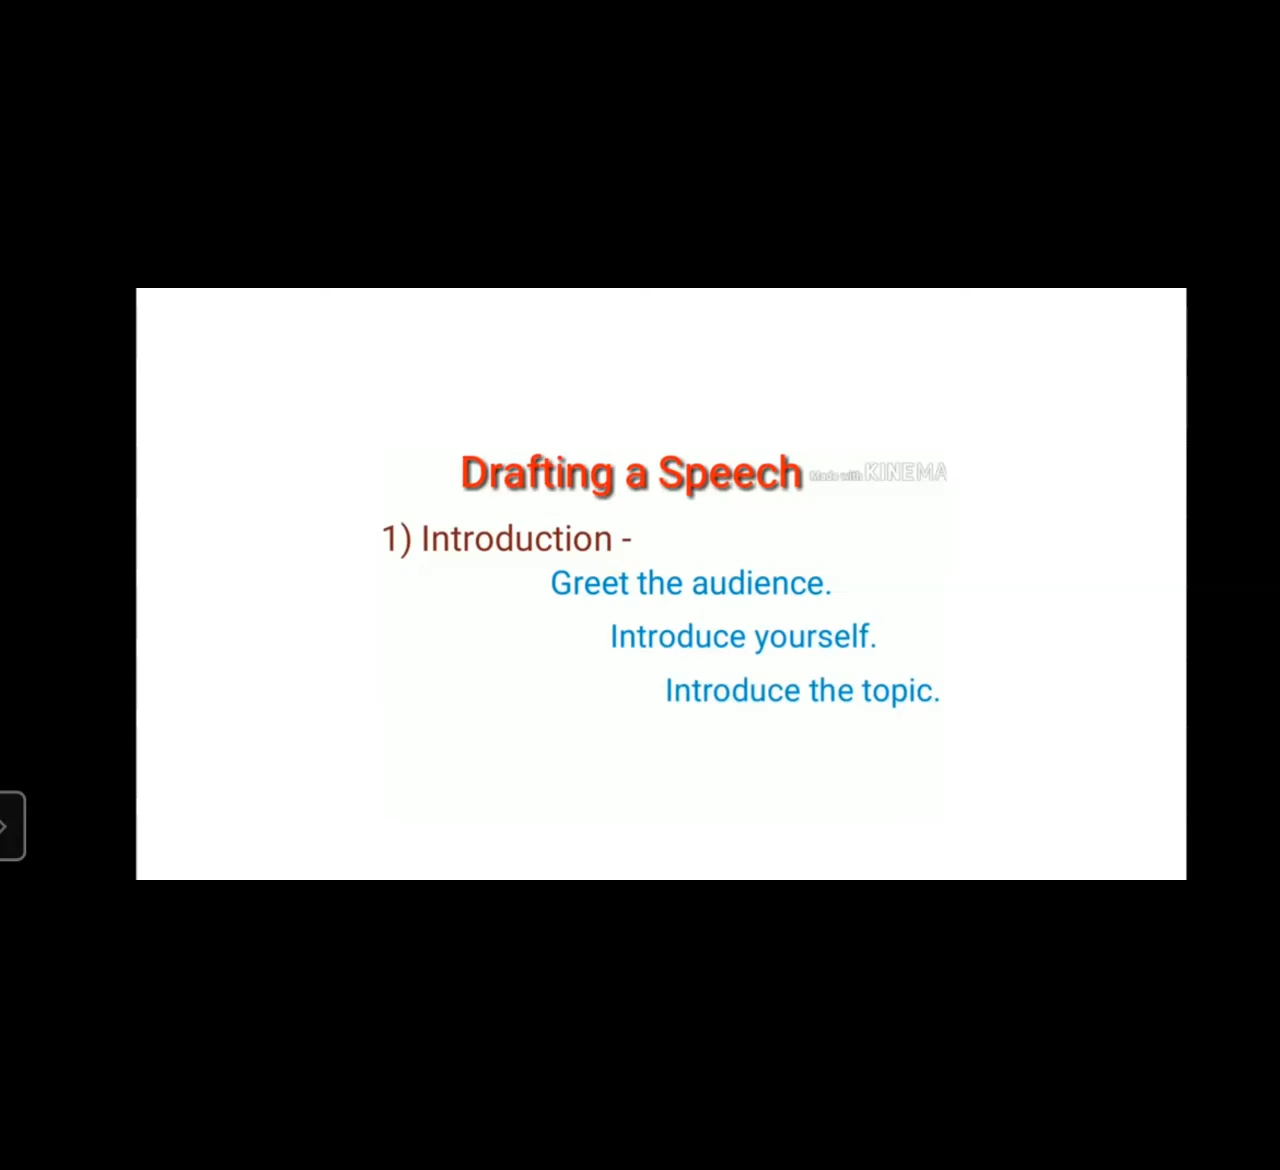 Drafting a Speech
Made with KINEMA
1) Introduction -
Greet the audience.
Introduce yourself.
Introduce the topic.